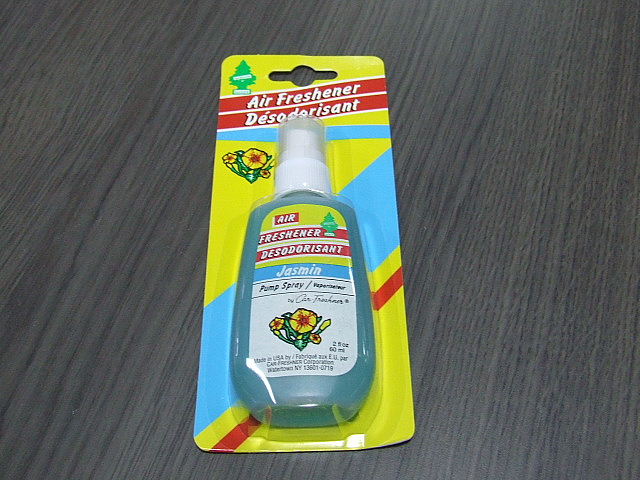 Air Freshener
Désodorisant
AIR
FRESHENER
DESODORISANT
Jasmin
Pump Spray / Vaporisateur
by Car-Freshner®
2 fl oz
60 ml
Made in USA by / Fabriqué aux E.U. par
CAR-FRESHNER Corporation
Watertown NY 13601-0719